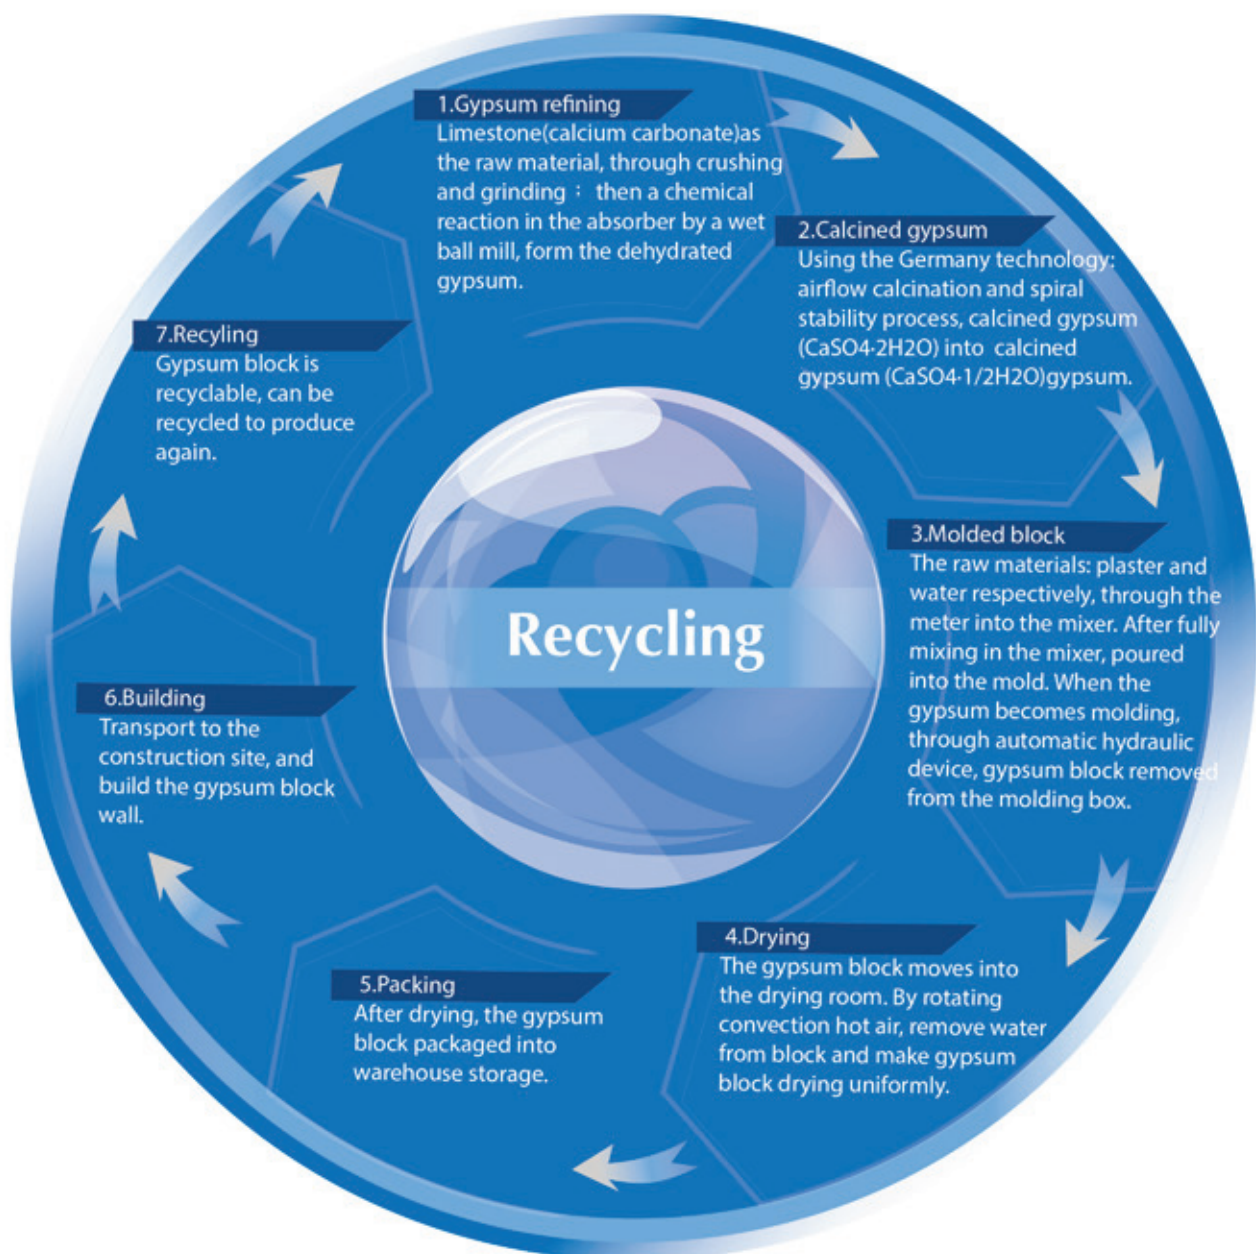 1.Gypsum refining
Limestone(calcium carbonate)as
the raw material, through crushing
and grinding： then a chemical
reaction in the absorber by a wet
ball mill, form the dehydrated
gypsum.
2.Calcined gypsum
Using the Germany technology:
airflow calcination and spiral
stability process, calcined gypsum
(CaSO4·2H2O) into calcined
gypsum (CaSO4·1/2H2O)gypsum.
3.Molded block
The raw materials: plaster and
water respectively, through the
meter into the mixer. After fully
mixing in the mixer, poured
into the mold. When the
gypsum becomes molding,
through automatic hydraulic
device, gypsum block removed
from the molding box.
4.Drying
The gypsum block moves into
the drying room. By rotating
convection hot air, remove water
from block and make gypsum
block drying uniformly.
5.Packing
After drying, the gypsum
block packaged into
warehouse storage.
6.Building
Transport to the
construction site, and
build the gypsum block
wall.
7.Recyling
Gypsum block is
recyclable, can be
recycled to produce
again.
Recycling